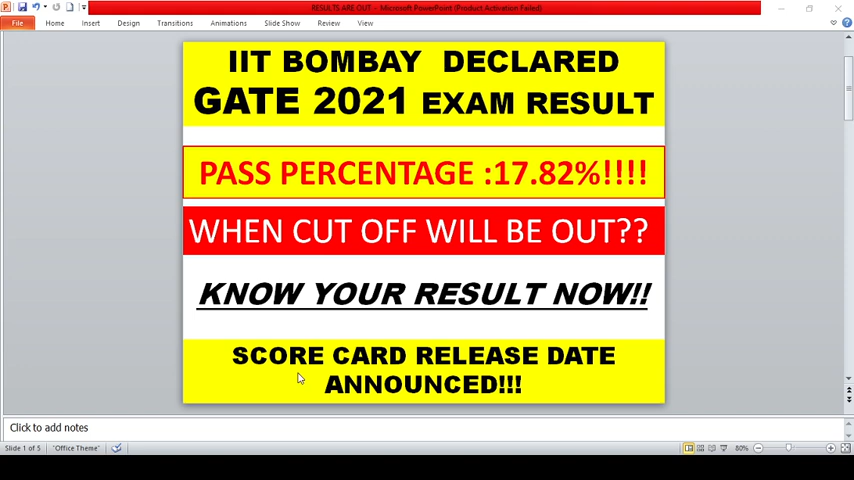 RESULTS ARE OUT - Microsoft PowerPoint (Product Activation Failed)
File Home Insert Design Transitions Animations Slide Show Review View
IIT BOMBAY DECLARED
GATE 2021 EXAM RESULT
PASS PERCENTAGE :17.82%!!!!
WHEN CUT OFF WILL BE OUT??
KNOW YOUR RESULT NOW!!
SCORE CARD RELEASE DATE
ANNOUNCED!!!
Click to add notes
Slide 1 of 5 "Office Theme" 80%